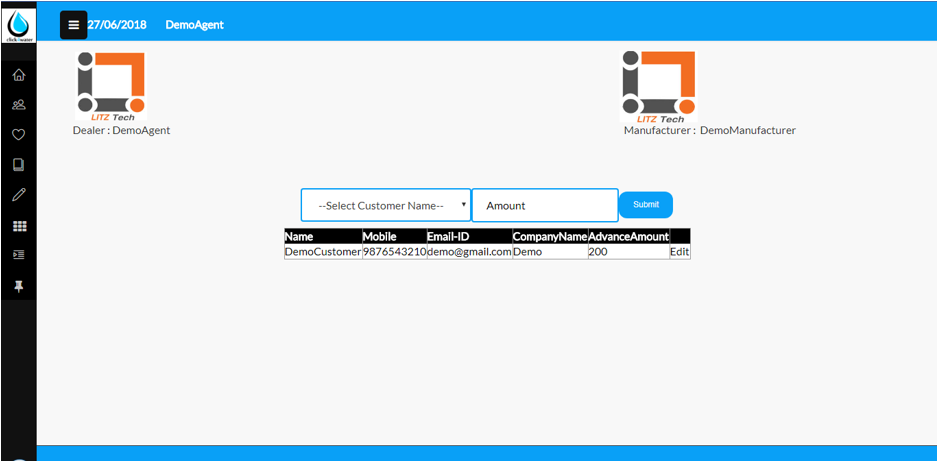 click2water
27/06/2018 DemoAgent
LITZ Tech
Dealer : DemoAgent
LITZ Tech
Manufacturer : DemoManufacturer
--Select Customer Name-- Amount Submit
Name Mobile Email-ID CompanyName AdvanceAmount
DemoCustomer 9876543210 demo@gmail.com Demo 200 Edit